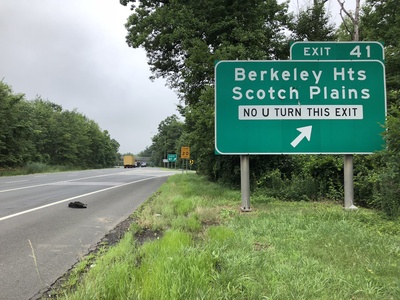 EXIT 41
Berkeley Hts
Scotch Plains
NO U TURN THIS EXIT